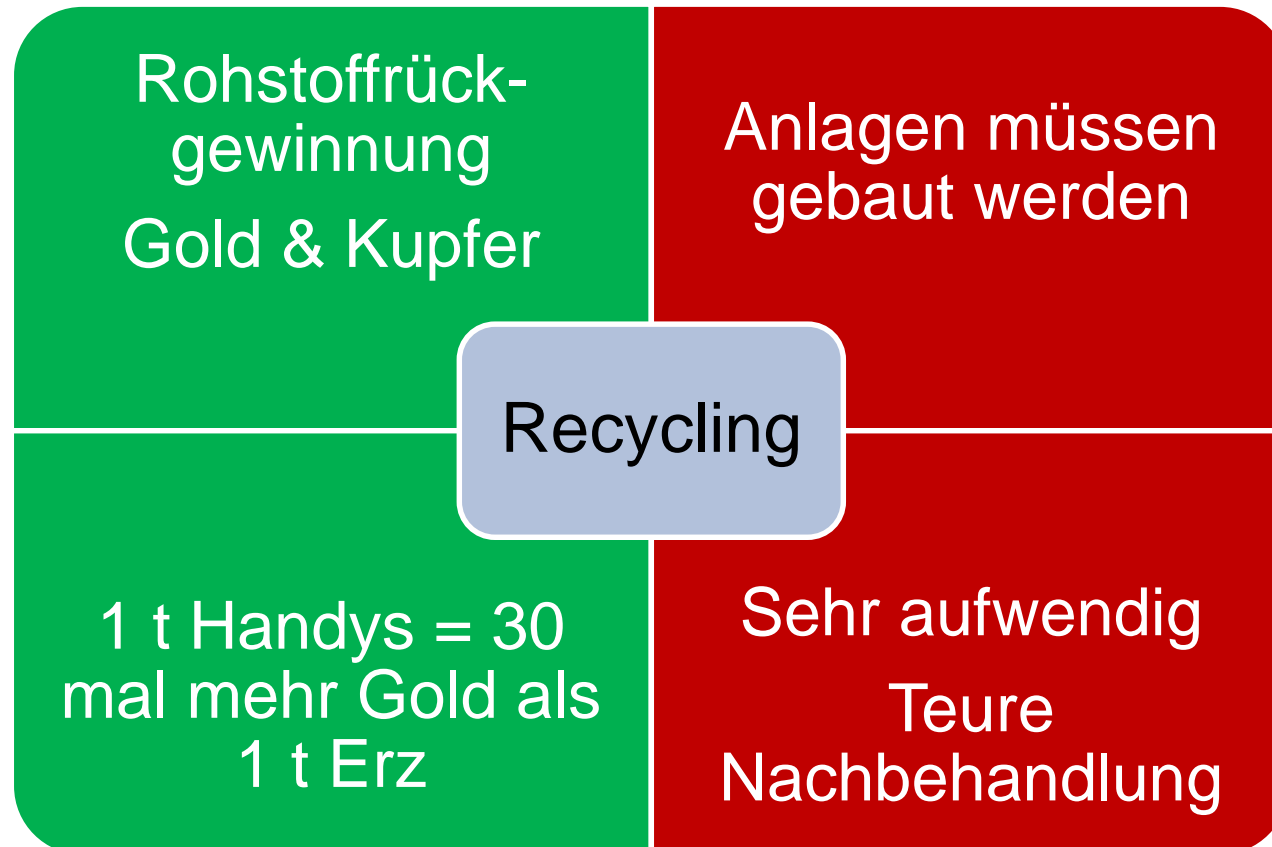 Rohstoffrück-
gewinnung
Gold & Kupfer
Anlagen müssen
gebaut werden
Recycling
1 t Handys = 30
mal mehr Gold als
1 t Erz
Sehr aufwendig
Teure
Nachbehandlung